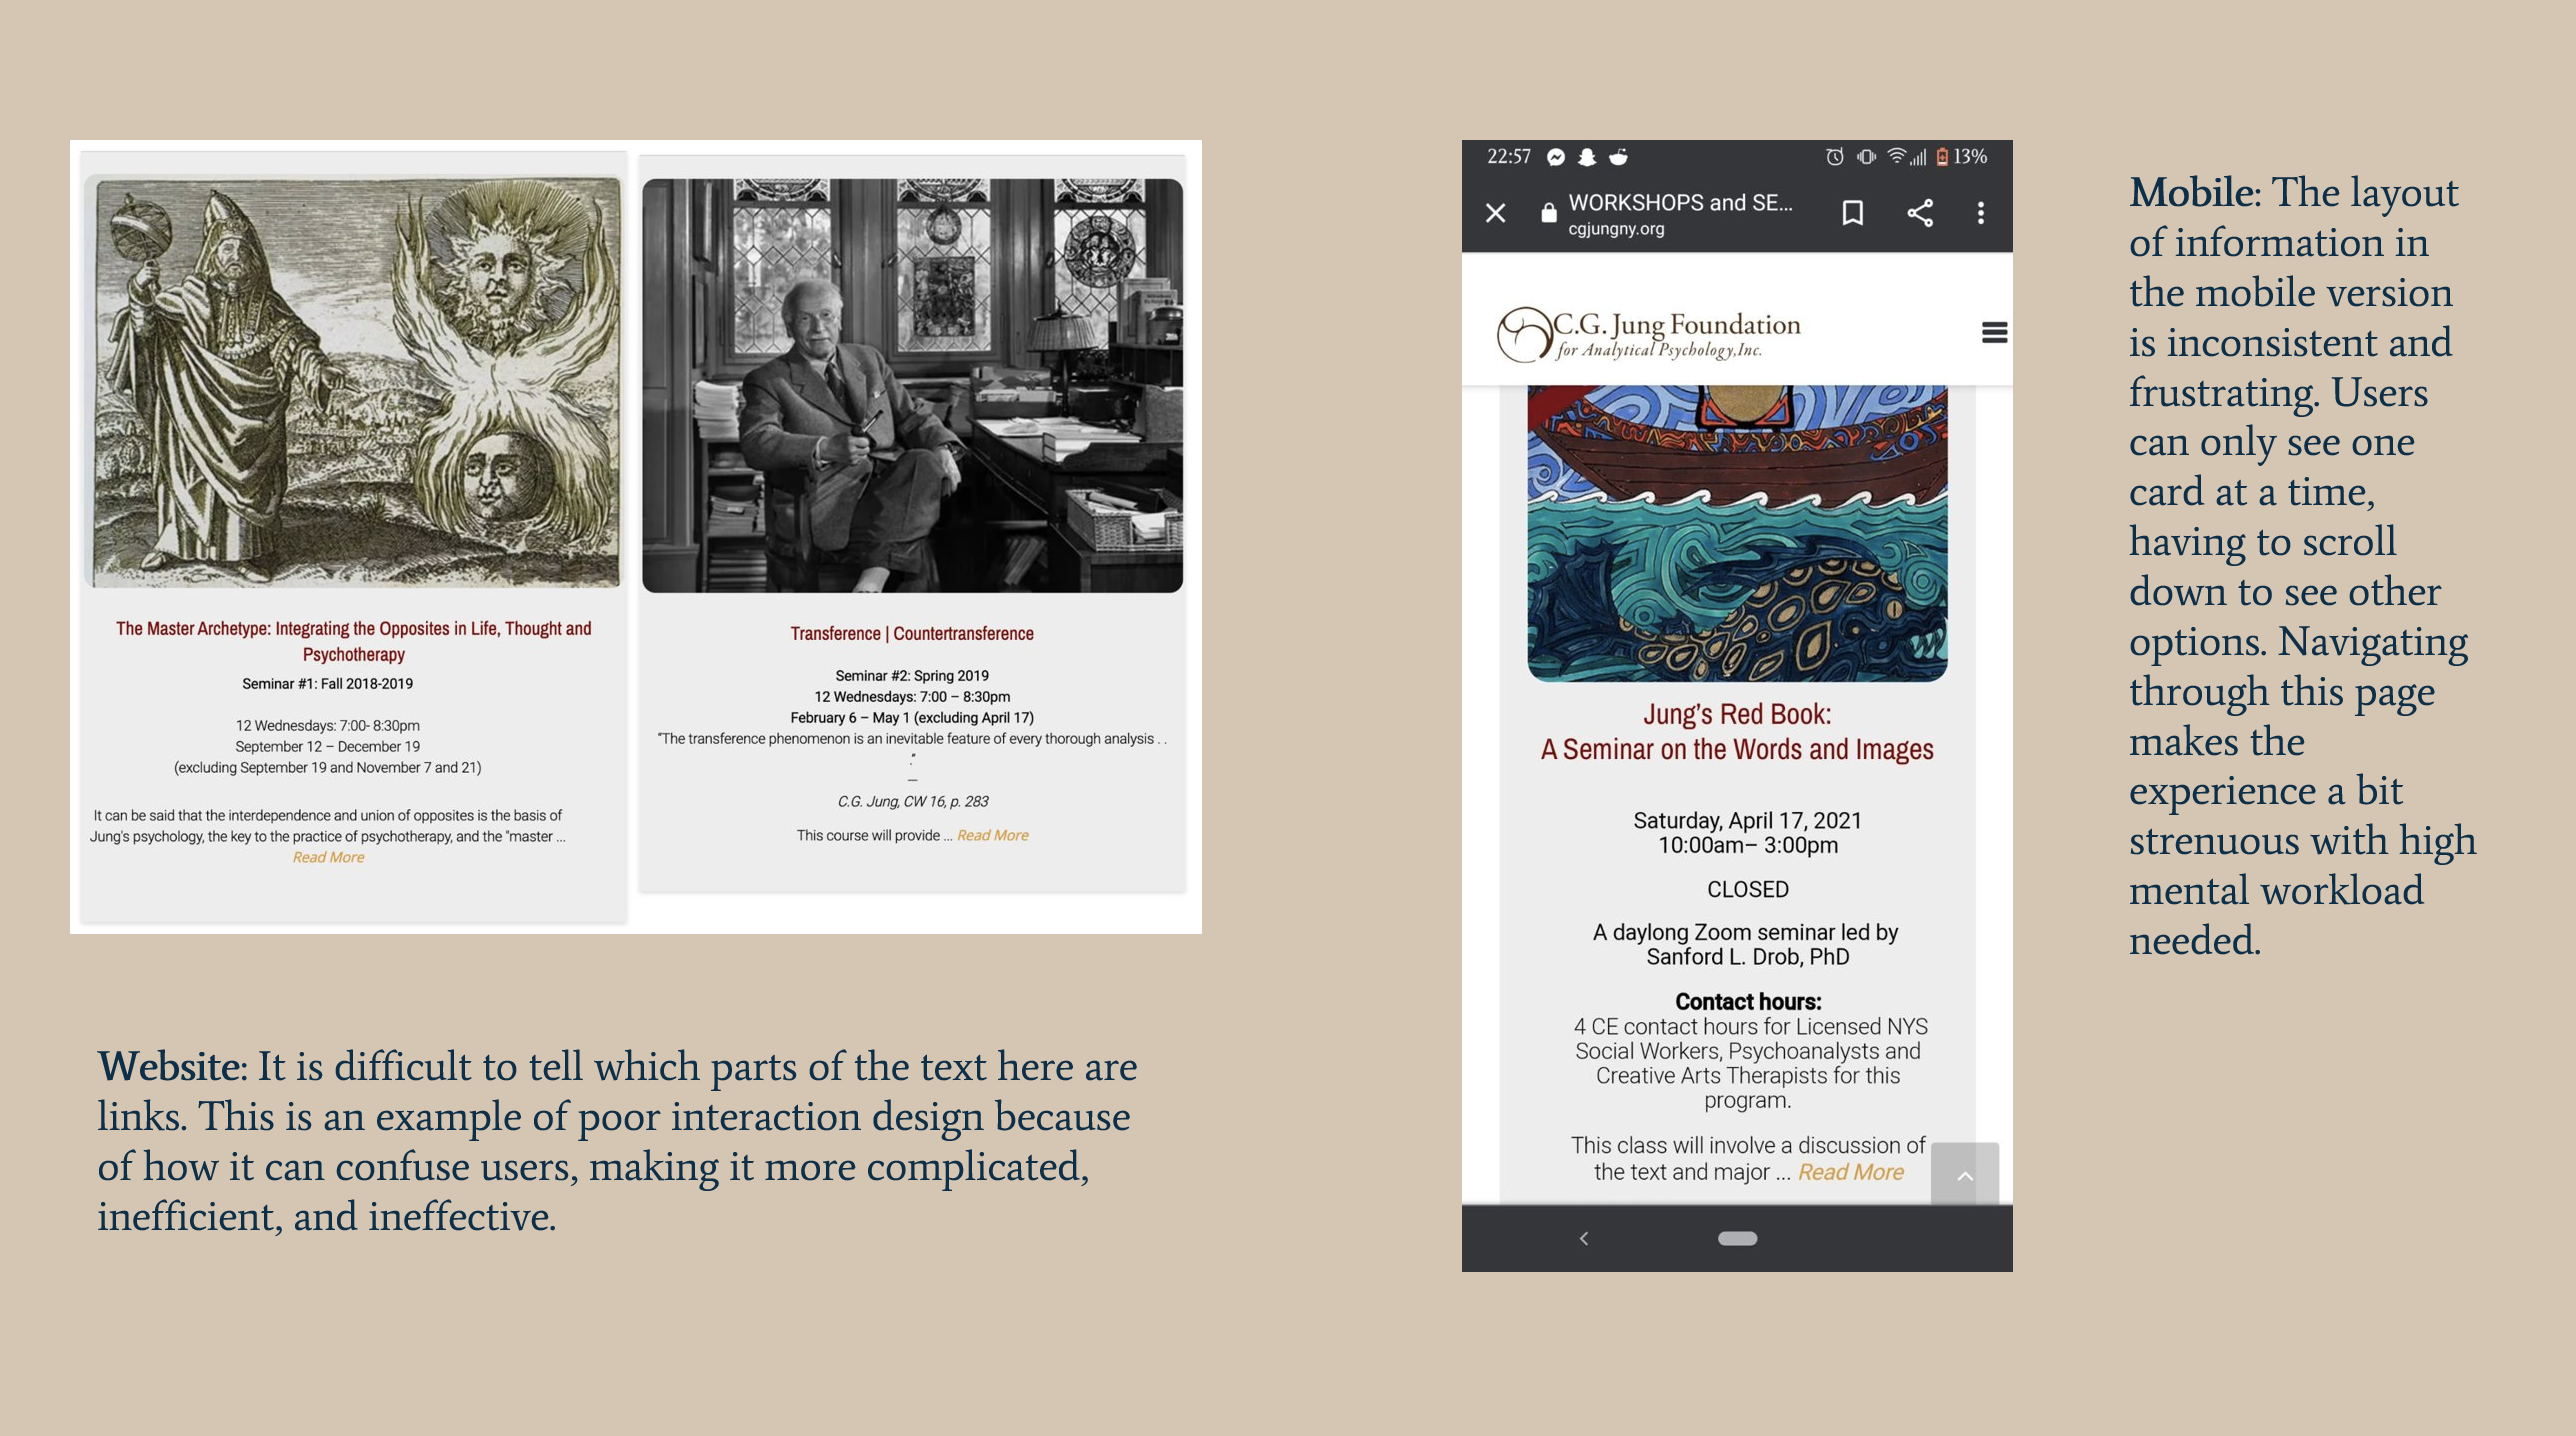 The Master Archetype: Integrating the Opposites in Life, Thought and
Psychotherapy
Seminar #1: Fall 2018-2019
12 Wednesdays: 7:00- 8:30pm
September 12 – December 19
(excluding September 19 and November 7 and 21)
It can be said that the interdependence and union of opposites is the basis of
Jung's psychology, the key to the practice of psychotherapy, and the "master ...
Read More
Transference | Countertransference
Seminar #2: Spring 2019
12 Wednesdays: 7:00 – 8:30pm
February 6 – May 1 (excluding April 17)
"The transference phenomenon is an inevitable feature of every thorough analysis . .
."
—
C.G. Jung, CW 16, p. 283
This course will provide ... Read More
Website: It is difficult to tell which parts of the text here are
links. This is an example of poor interaction design because
of how it can confuse users, making it more complicated,
inefficient, and ineffective.
22:57 13%
WORKSHOPS and SE...
cgjungny.org
C.G. Jung Foundation
for Analytical Psychology,Inc.
Jung's Red Book:
A Seminar on the Words and Images
Saturday, April 17, 2021
10:00am– 3:00pm
CLOSED
A daylong Zoom seminar led by
Sanford L. Drob, PhD
Contact hours:
4 CE contact hours for Licensed NYS
Social Workers, Psychoanalysts and
Creative Arts Therapists for this
program.
This class will involve a discussion of
the text and major ... Read More
Mobile: The layout
of information in
the mobile version
is inconsistent and
frustrating. Users
can only see one
card at a time,
having to scroll
down to see other
options. Navigating
through this page
makes the
experience a bit
strenuous with high
mental workload
needed.